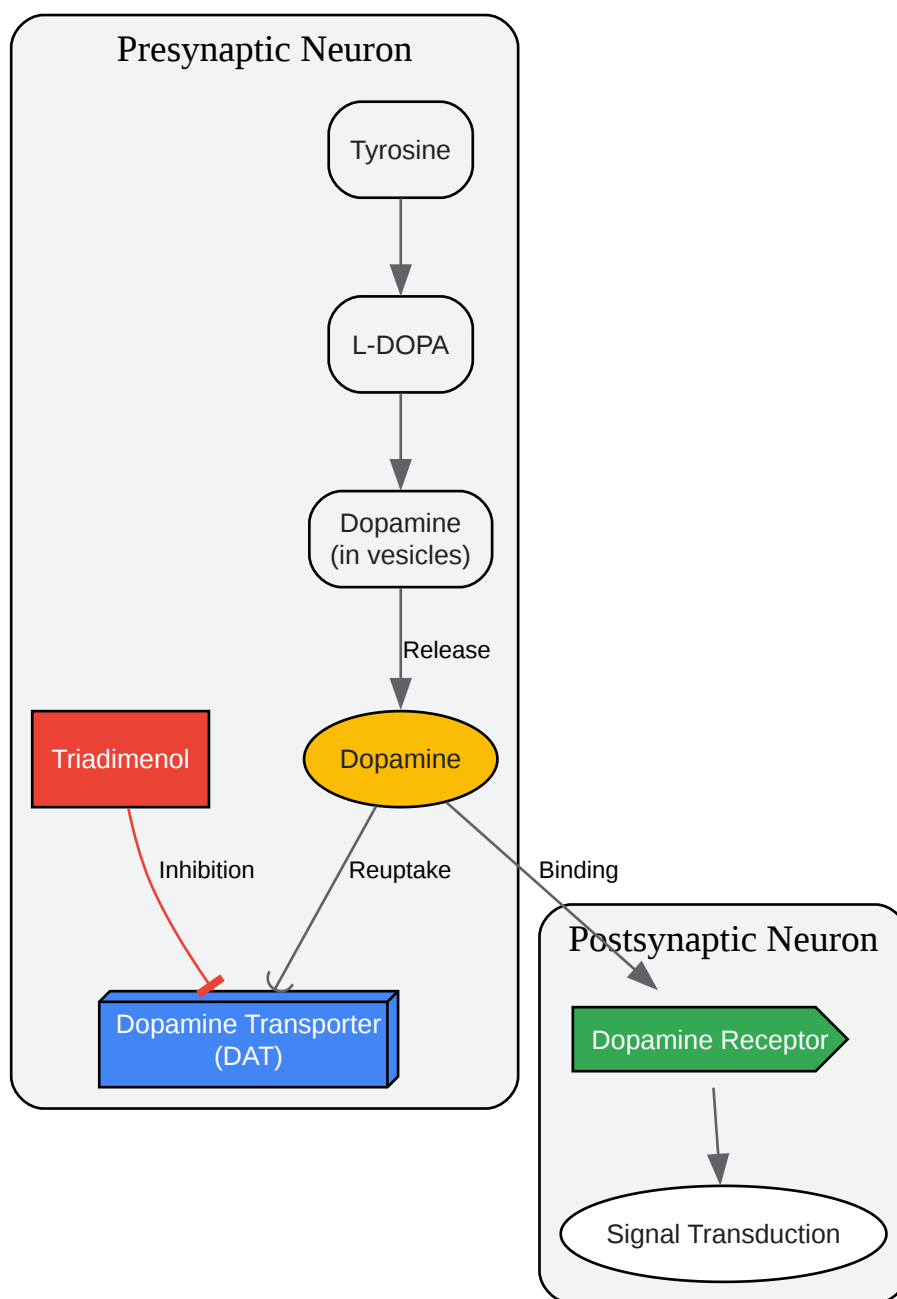 Presynaptic Neuron
Tyrosine
L-DOPA
Dopamine
(in vesicles)
Release
Triadimenol
Dopamine
Inhibition
Reuptake
Binding
Postsynaptic Neuron
Dopamine Transporter
(DAT)
Dopamine Receptor
Signal Transduction